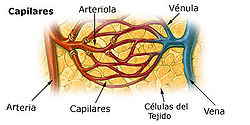 Capilares
Arteriola
Vénula
Arteria
Capilares
Células del
Tejido
Vena